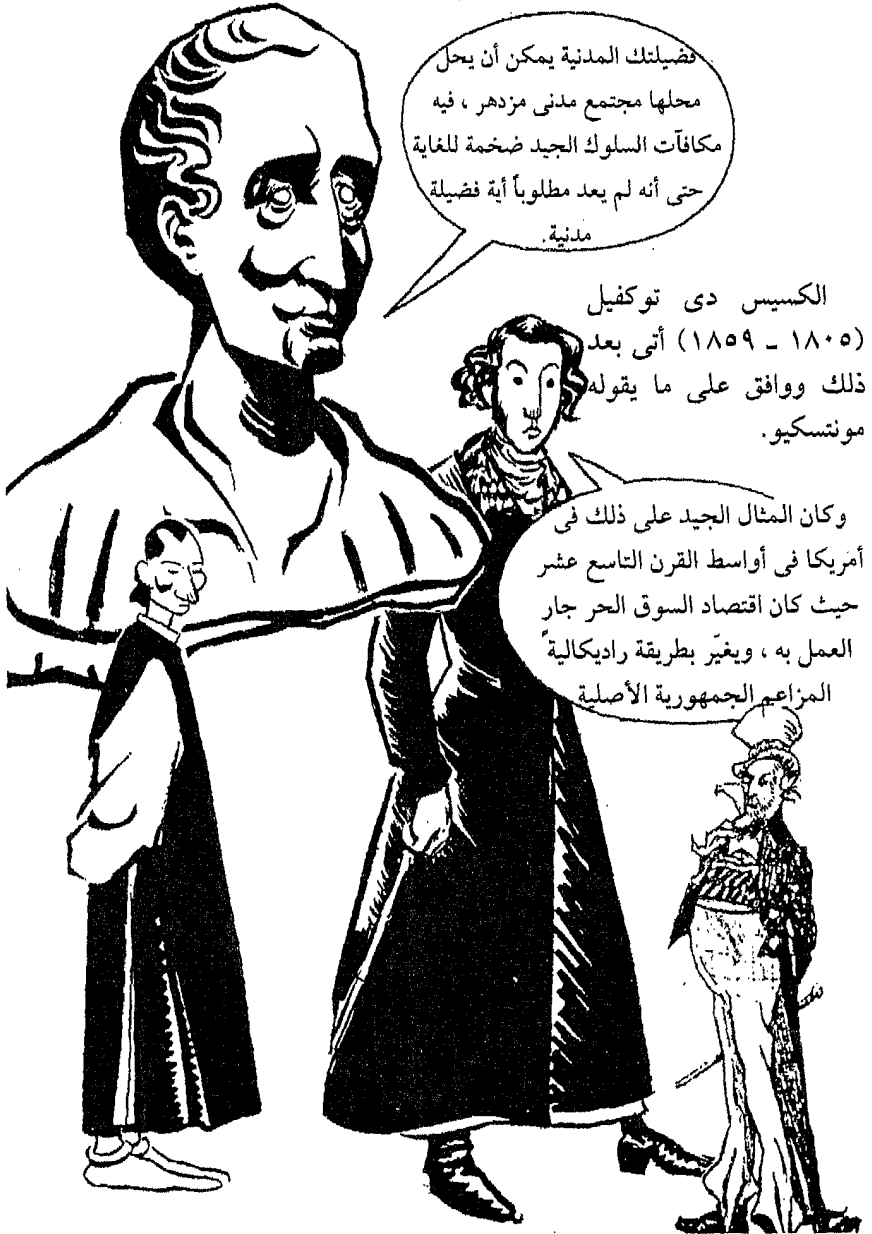 فضيلتك المدنية يمكن أن يحل
محلها مجتمع مدنى مزدهر ، فيه
مكافآت السلوك الجيد ضخمة للغاية
حتى أنه لم يعد مطلوباً أية فضيلة
مدنية.
الكسيس دى توكفيل
(١٨٠٥ ــ ١٨٥٩) أتى بعد
ذلك ووافق على ما يقوله
مونتسكيو.
وكان المثال الجيد على ذلك فى
أمريكا فى أواسط القرن التاسع عشر
حيث كان اقتصاد السوق الحر جار
العمل به ، ويغيّر بطريقة راديكاليةً
المزاعم الجمهورية الأصلية